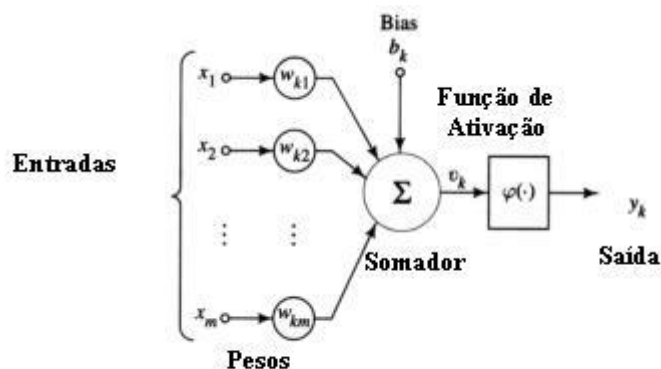 Bias
b_k
x_1 w_k1
Função de
Ativação
Entradas
x_2 w_k2
Σ
v_k
φ(·)
y_k
⋮ ⋮
Somador
Saída
x_m w_km
Pesos